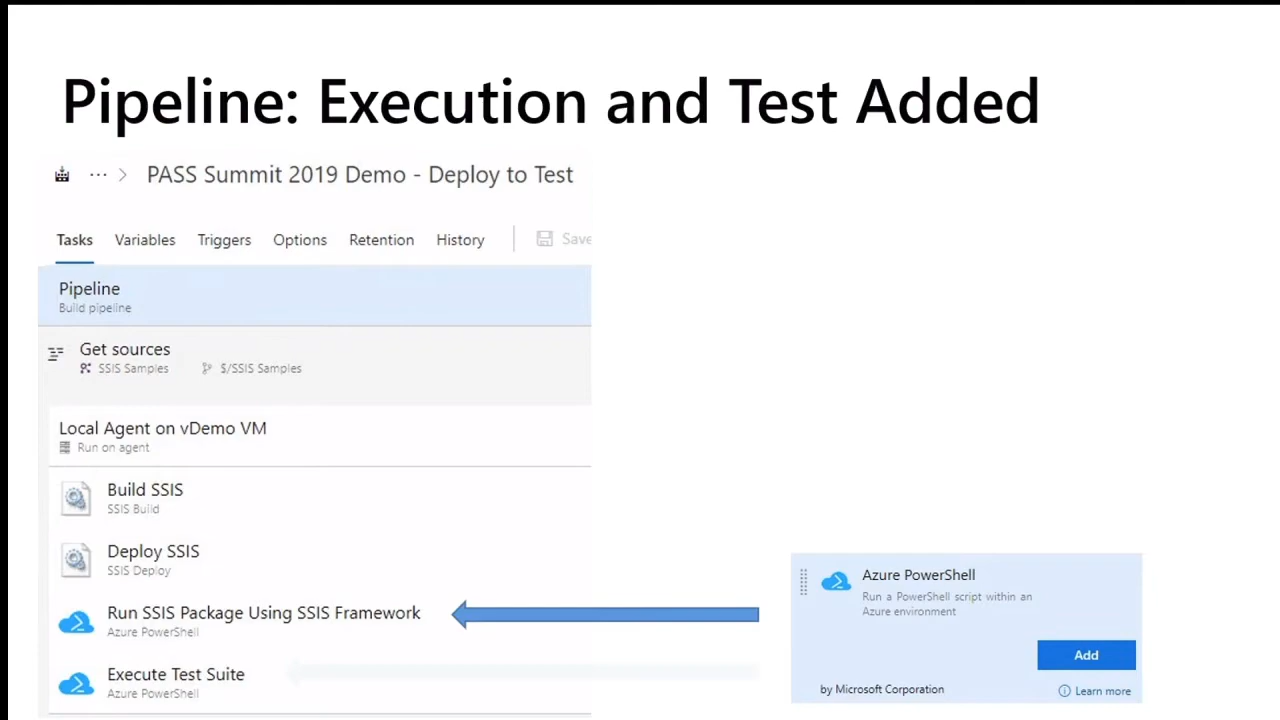 Pipeline: Execution and Test Added
··· > PASS Summit 2019 Demo - Deploy to Test
Tasks Variables Triggers Options Retention History Save
Pipeline
Build pipeline
Get sources
SSIS Samples $/SSIS Samples
Local Agent on vDemo VM
Run on agent
Build SSIS
SSIS Build
Deploy SSIS
SSIS Deploy
Run SSIS Package Using SSIS Framework
Azure PowerShell
Execute Test Suite
Azure PowerShell
Azure PowerShell
Run a PowerShell script within an
Azure environment
Add
by Microsoft Corporation Learn more